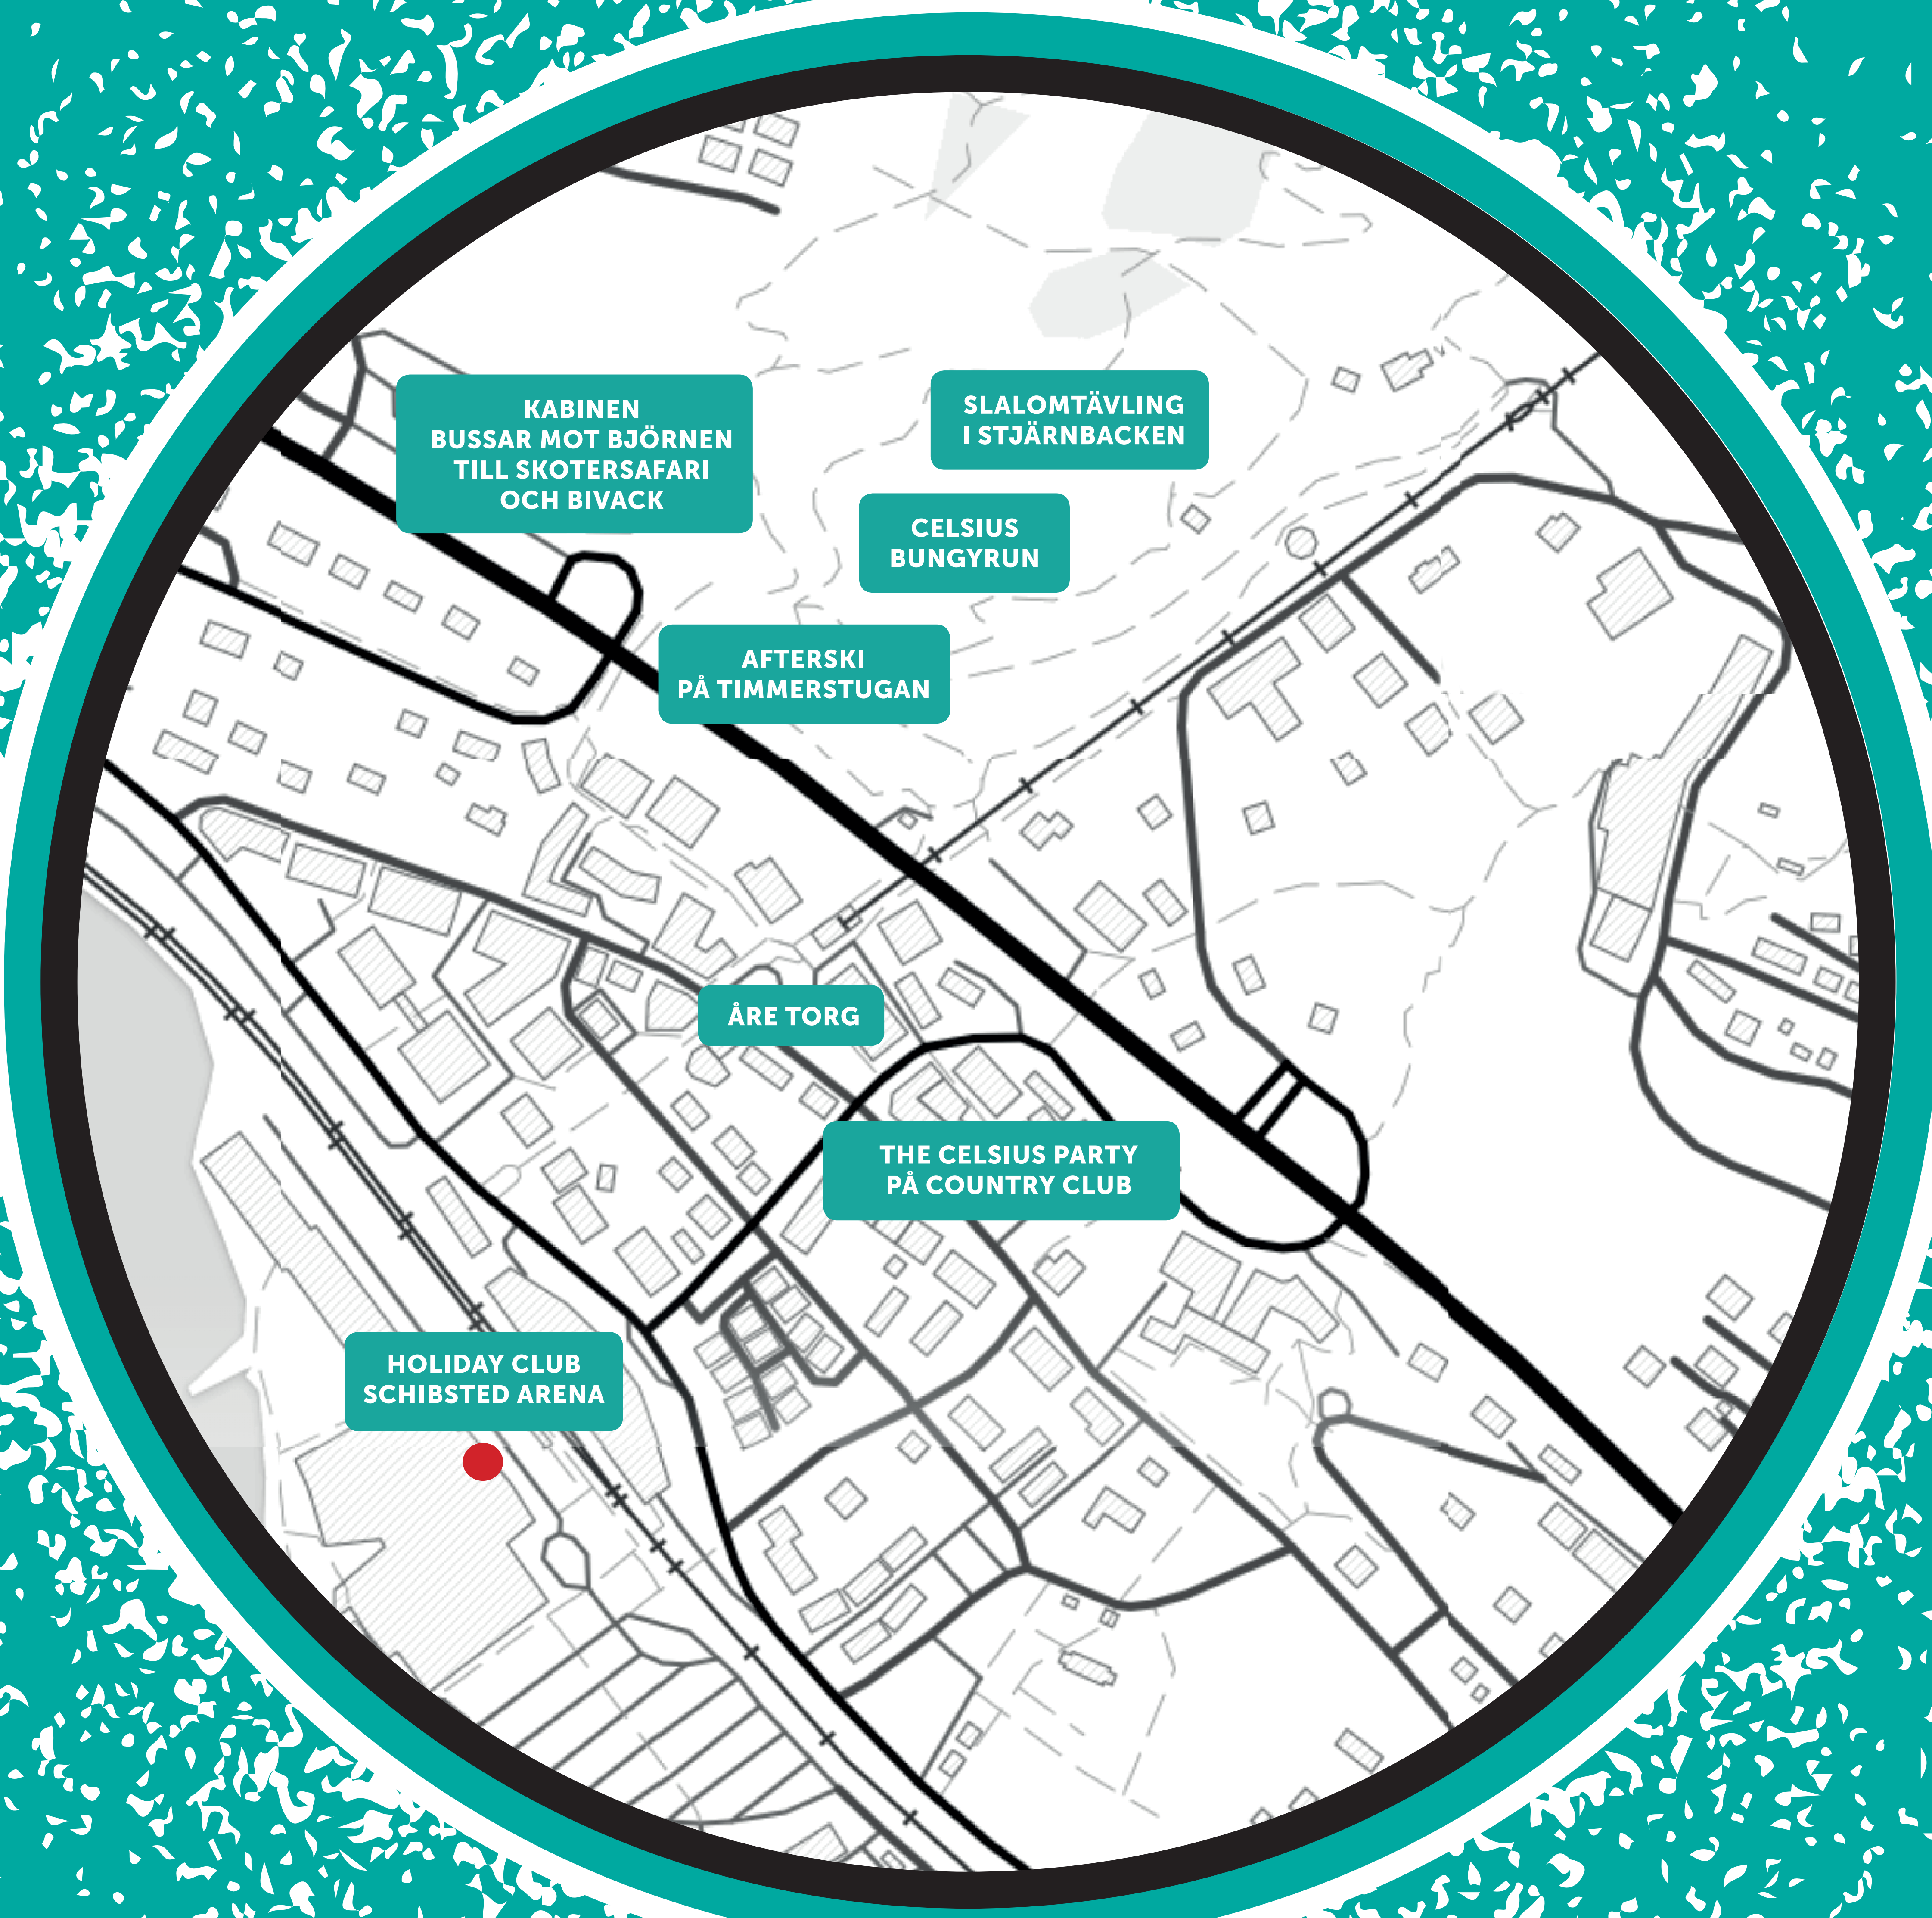 KABINEN
BUSSAR MOT BJÖRNEN
TILL SKOTERSAFARI
OCH BIVACK
SLALOMTÄVLING
I STJÄRNBACKEN
CELSIUS
BUNGYRUN
AFTERSKI
PÅ TIMMERSTUGAN
ÅRE TORG
THE CELSIUS PARTY
PÅ COUNTRY CLUB
HOLIDAY CLUB
SCHIBSTED ARENA